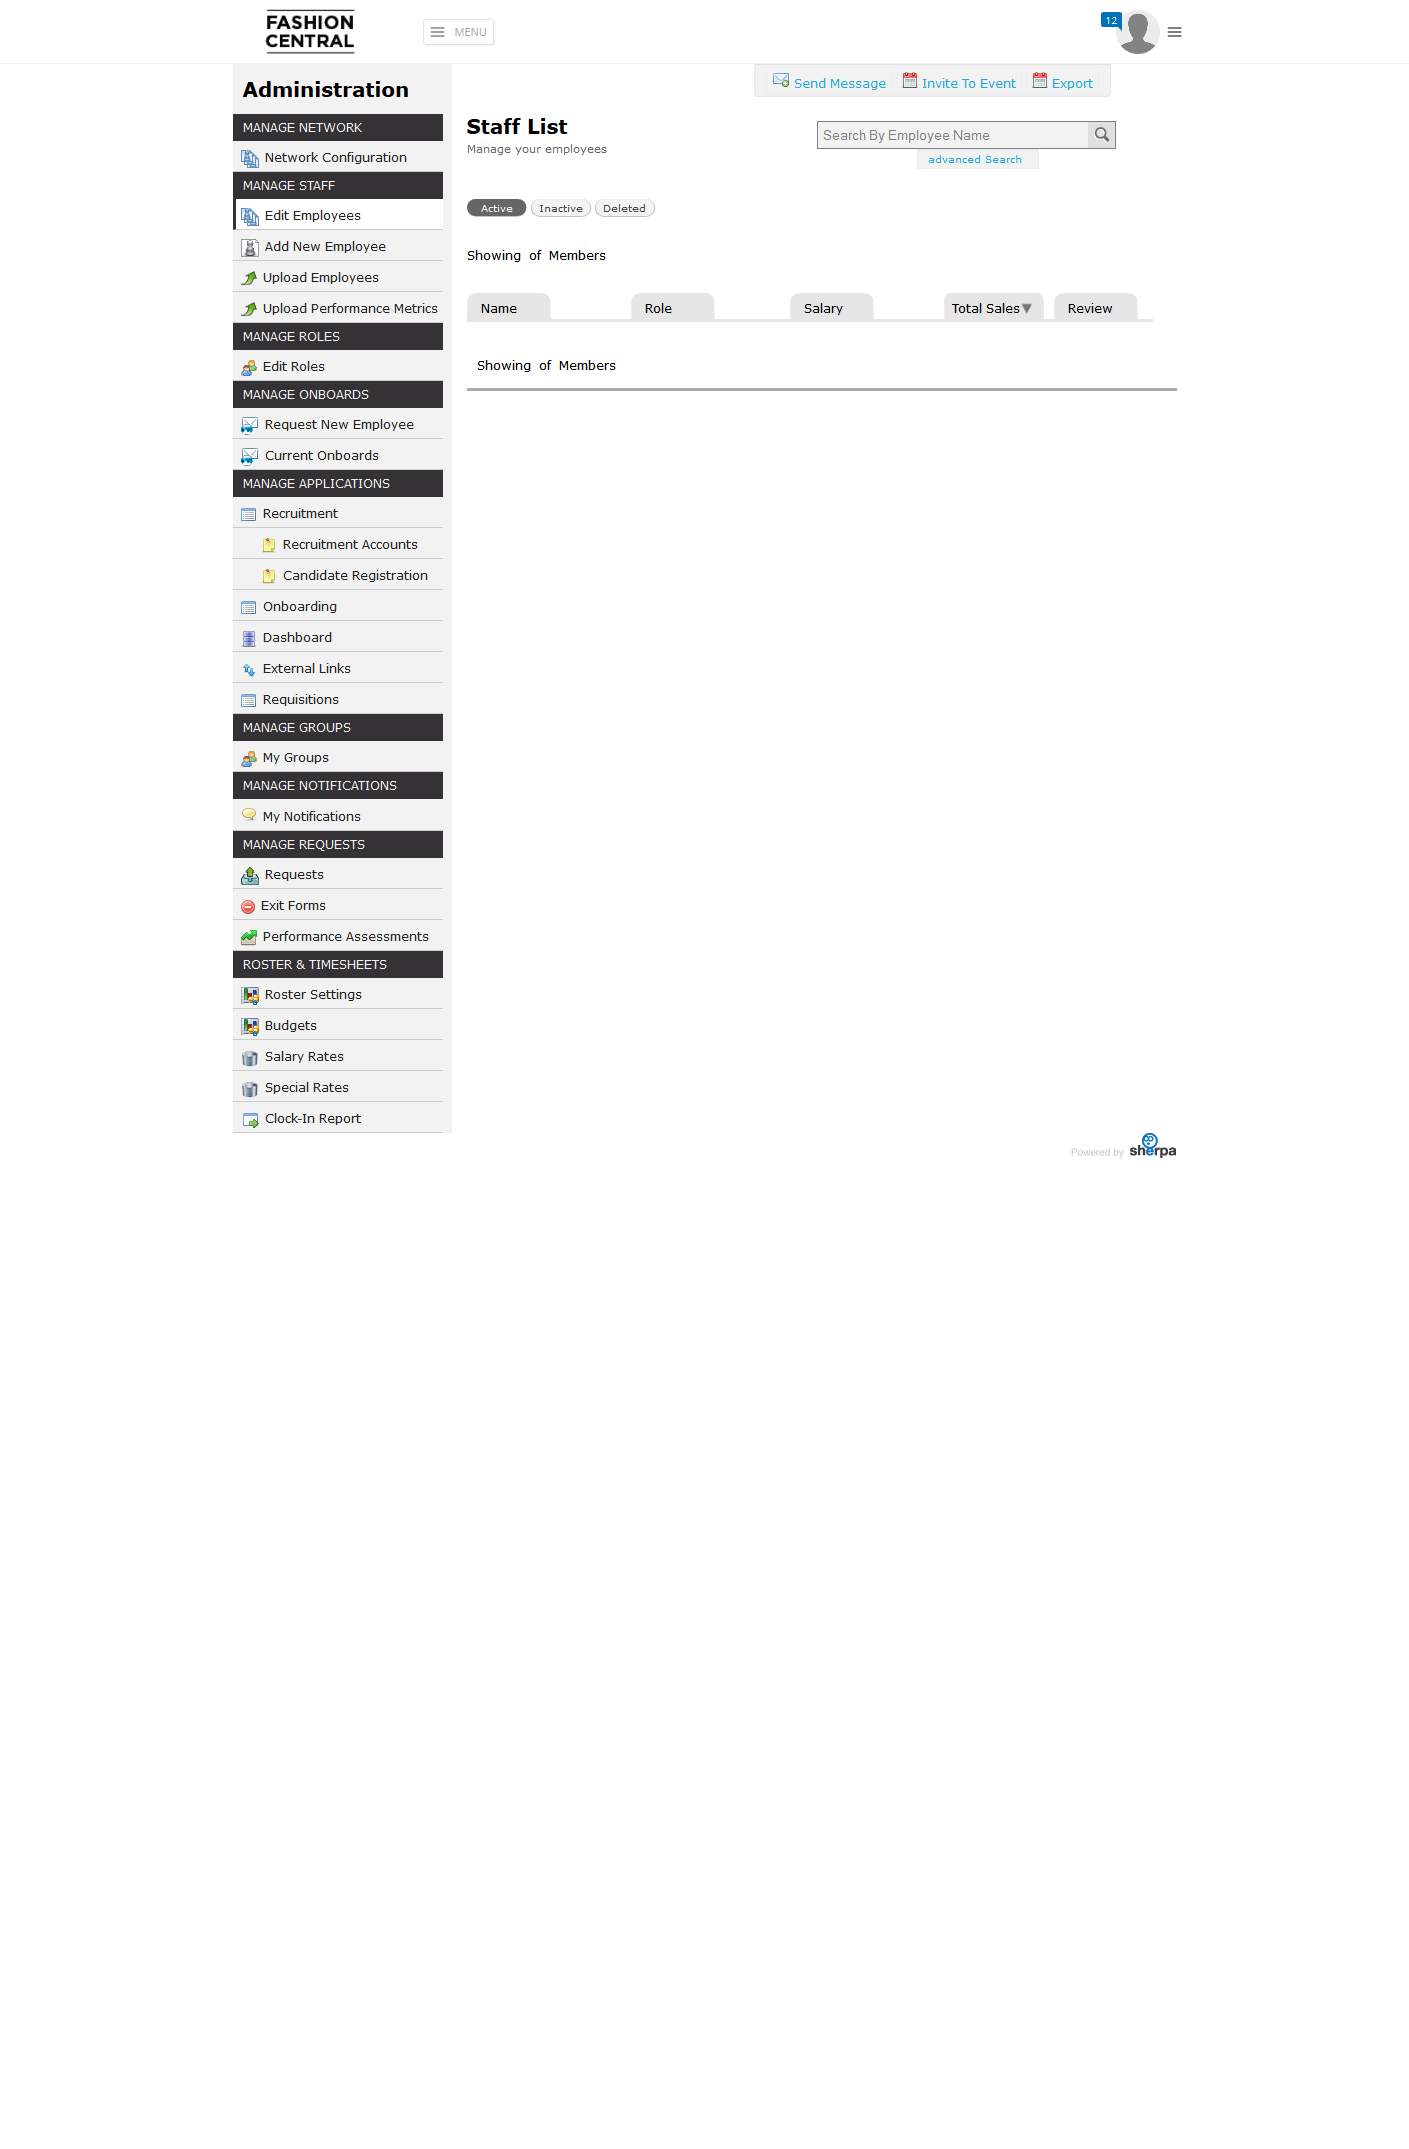 FASHION
CENTRAL
MENU
12
Administration
MANAGE NETWORK
Network Configuration
MANAGE STAFF
Edit Employees
Add New Employee
Upload Employees
Upload Performance Metrics
MANAGE ROLES
Edit Roles
MANAGE ONBOARDS
Request New Employee
Current Onboards
MANAGE APPLICATIONS
Recruitment
Recruitment Accounts
Candidate Registration
Onboarding
Dashboard
External Links
Requisitions
MANAGE GROUPS
My Groups
MANAGE NOTIFICATIONS
My Notifications
MANAGE REQUESTS
Requests
Exit Forms
Performance Assessments
ROSTER & TIMESHEETS
Roster Settings
Budgets
Salary Rates
Special Rates
Clock-In Report
Send Message Invite To Event Export
Staff List
Manage your employees
Search By Employee Name
advanced Search
Active Inactive Deleted
Showing of Members
Name Role Salary Total Sales▼ Review
Showing of Members
Powered by sherpa